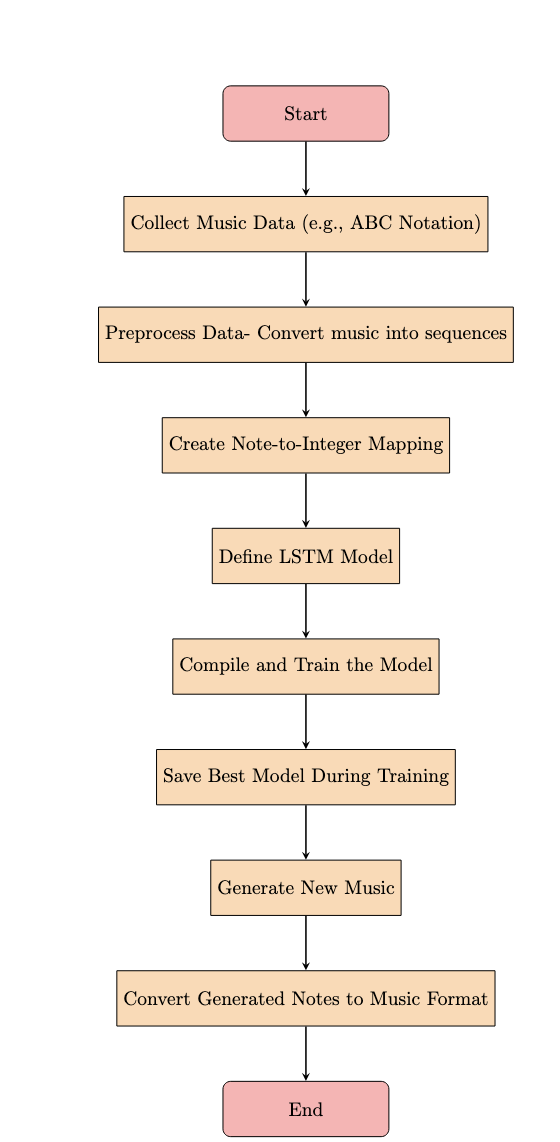 Start
Collect Music Data (e.g., ABC Notation)
Preprocess Data- Convert music into sequences
Create Note-to-Integer Mapping
Define LSTM Model
Compile and Train the Model
Save Best Model During Training
Generate New Music
Convert Generated Notes to Music Format
End